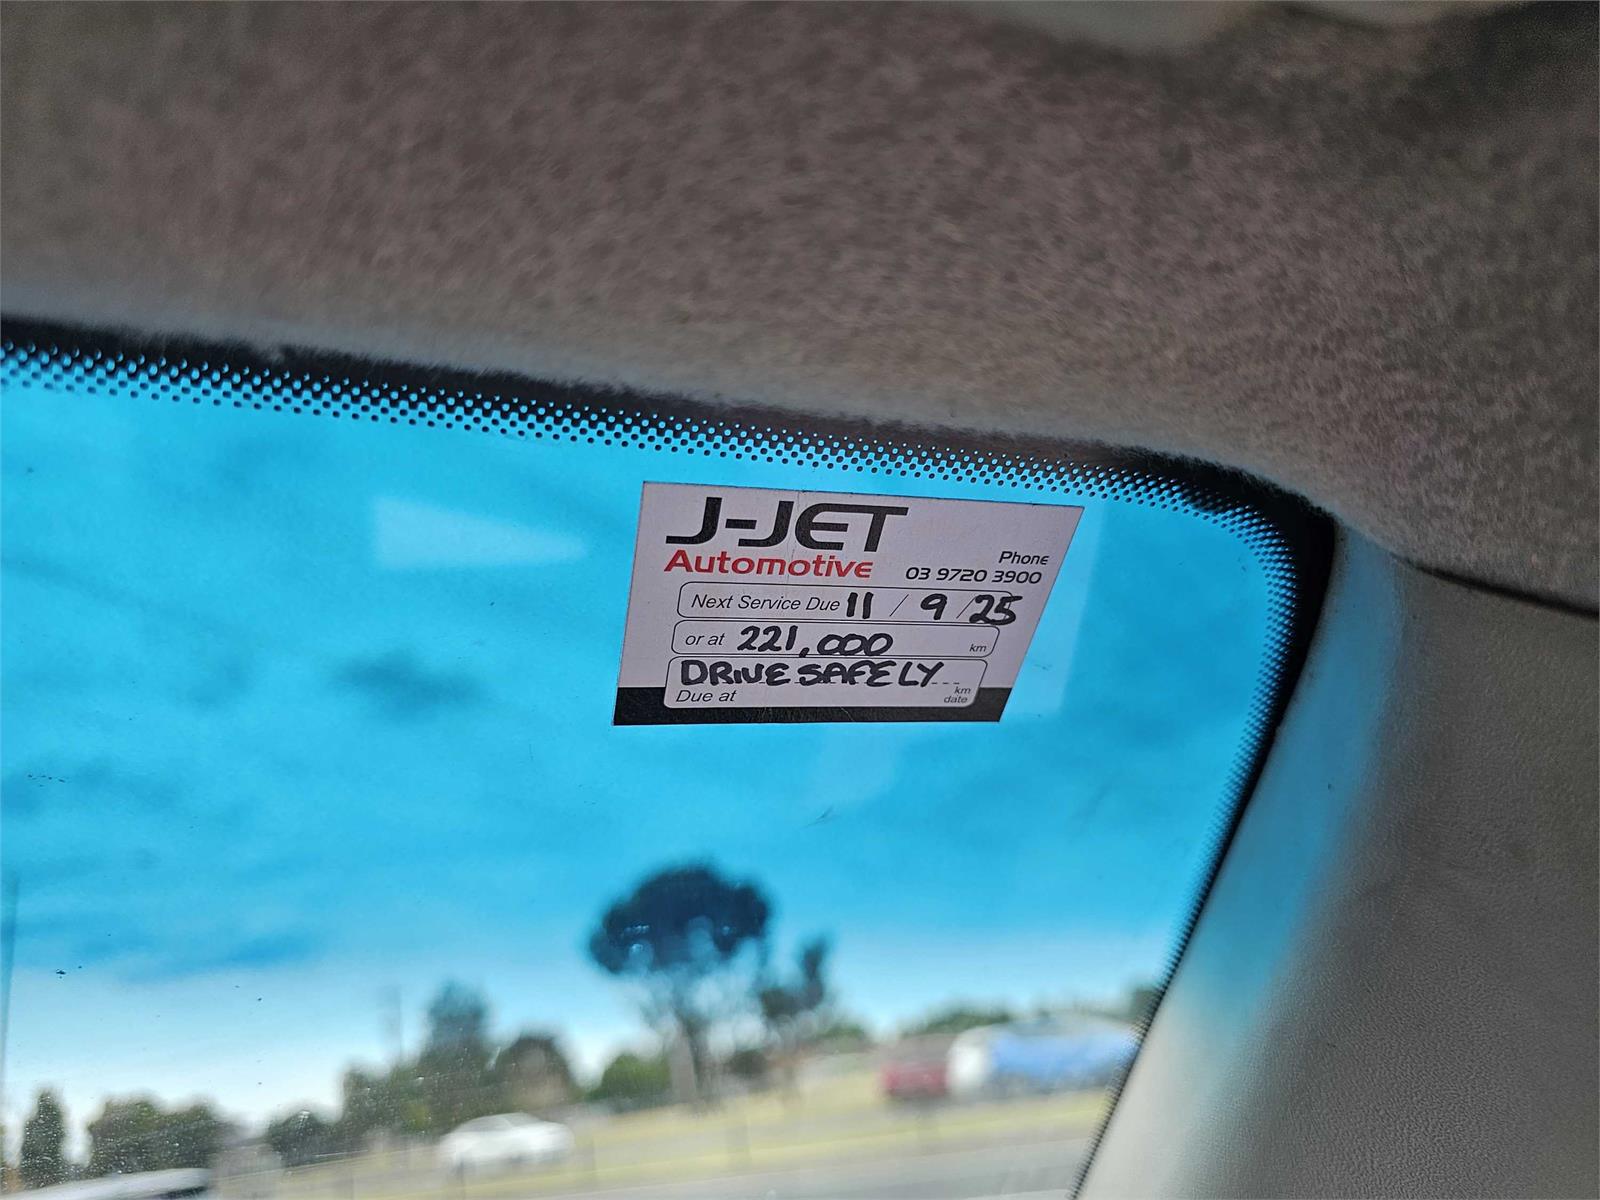 J-JET
Automotive
Phone
03 9720 3900
Next Service Due 11 / 9 / 25
or at 221,000 km
DRIVE SAFELY
km
Due at
date